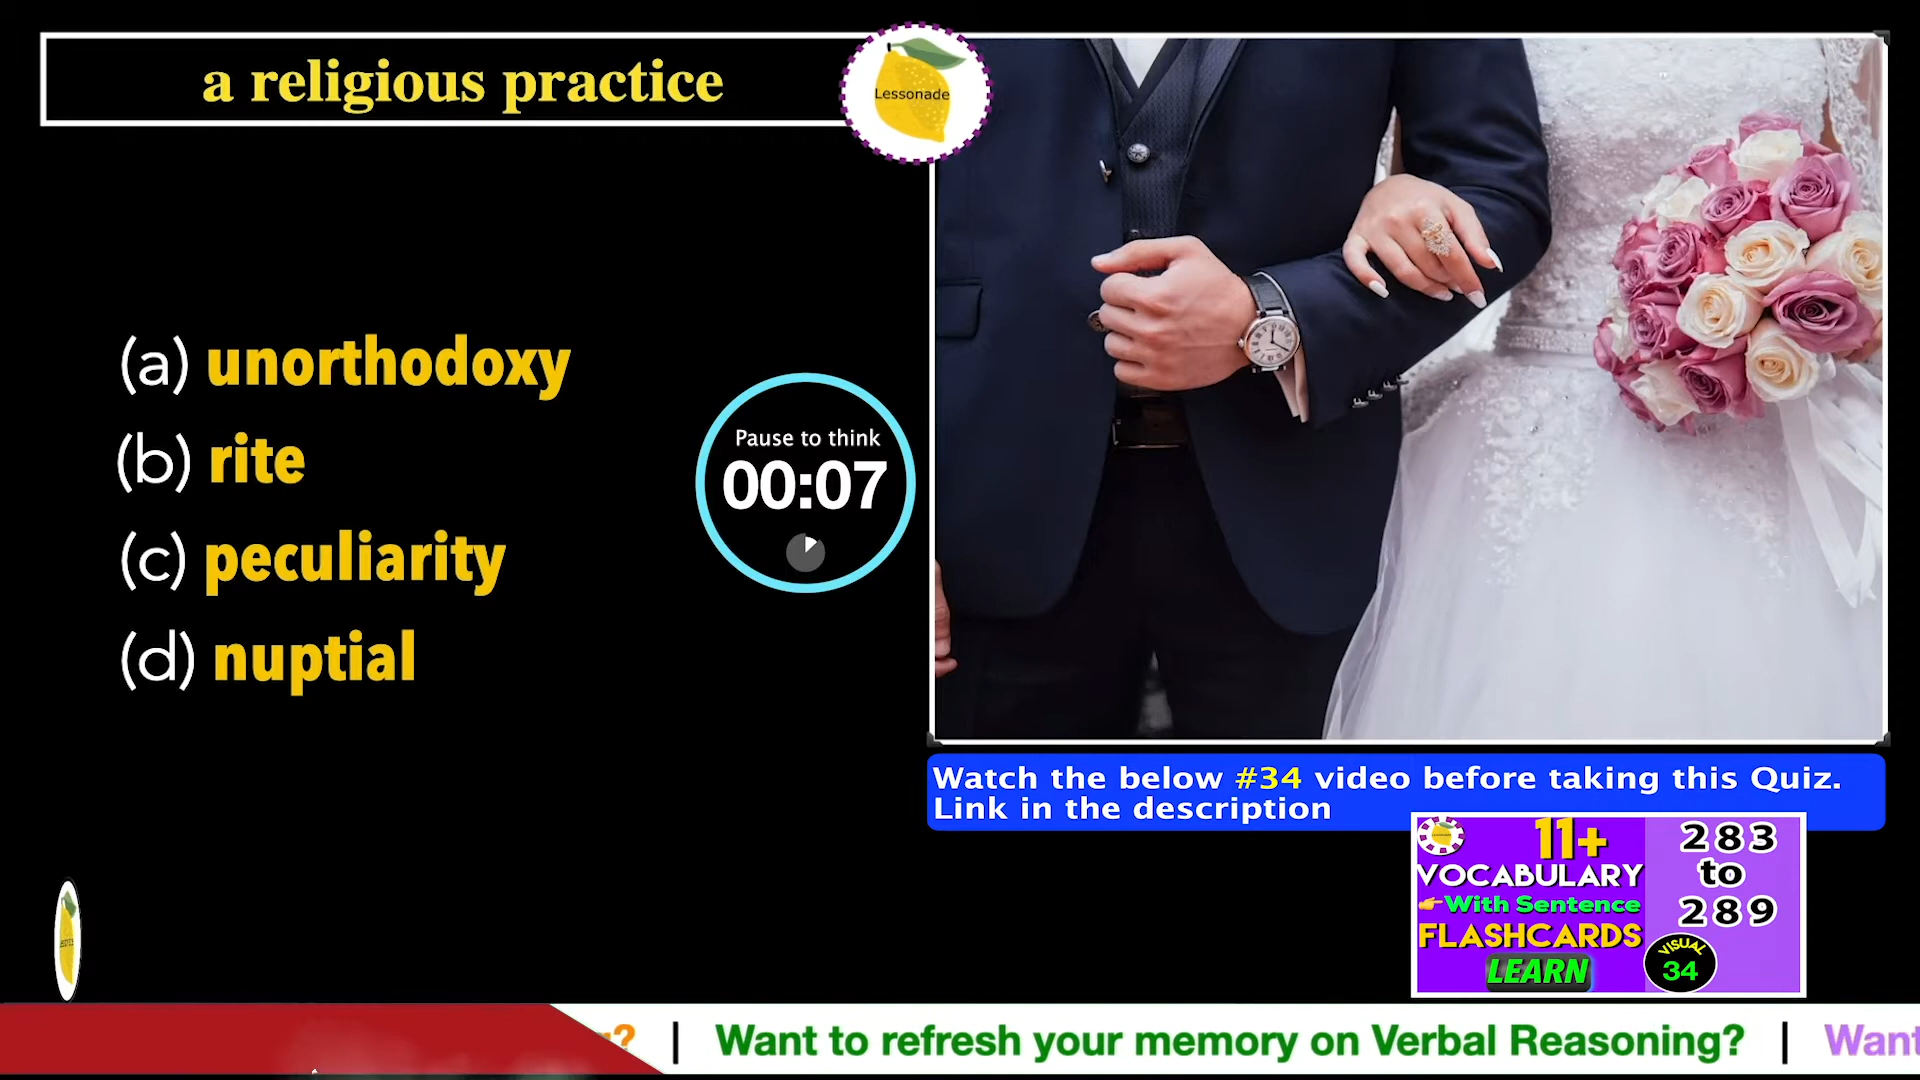 a religious practice
Lessonade
(a) unorthodoxy
(b) rite
(c) peculiarity
(d) nuptial
Pause to think
00:07
Watch the below #34 video before taking this Quiz.
Link in the description
11+
VOCABULARY
With Sentence
FLASHCARDS
LEARN
283
to
289
VISUAL
34
? | Want to refresh your memory on Verbal Reasoning? | Want